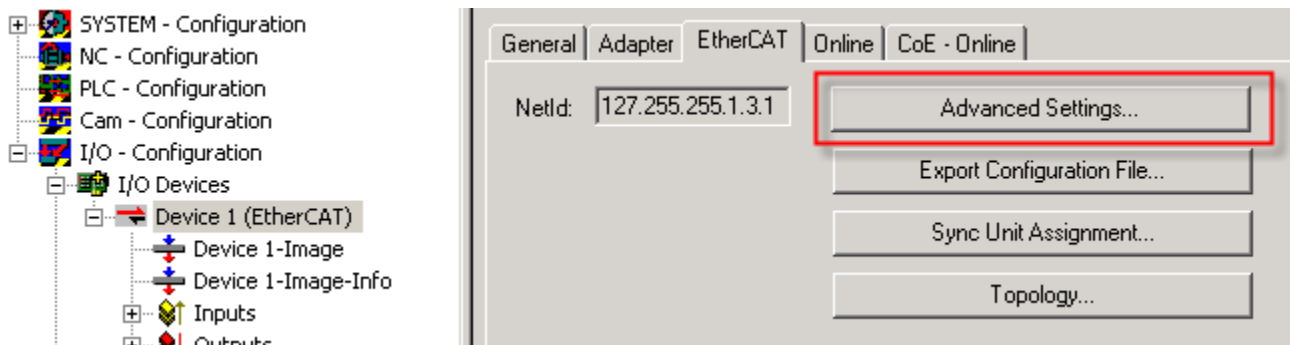 SYSTEM - Configuration
NC - Configuration
PLC - Configuration
Cam - Configuration
I/O - Configuration
I/O Devices
Device 1 (EtherCAT)
Device 1-Image
Device 1-Image-Info
Inputs
Outputs
General Adapter EtherCAT Online CoE - Online
NetId: 127.255.255.1.3.1 Advanced Settings...
Export Configuration File...
Sync Unit Assignment...
Topology...